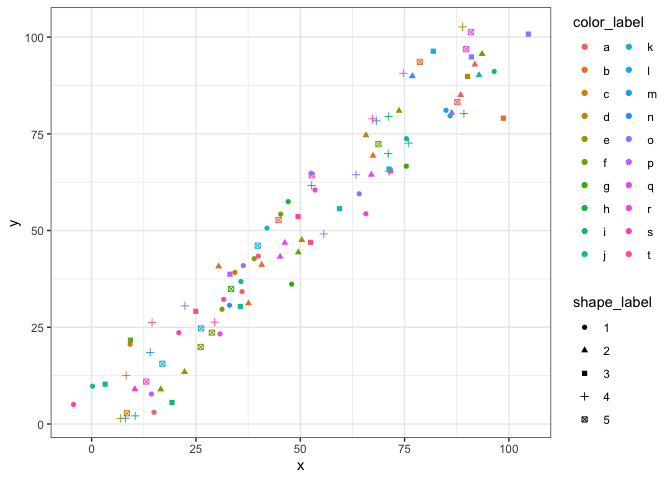 100
75
50
25
0
y
0 25 50 75 100
x
color_label
a k
b l
c m
d n
e o
f p
g q
h r
i s
j t
shape_label
1
2
3
4
5